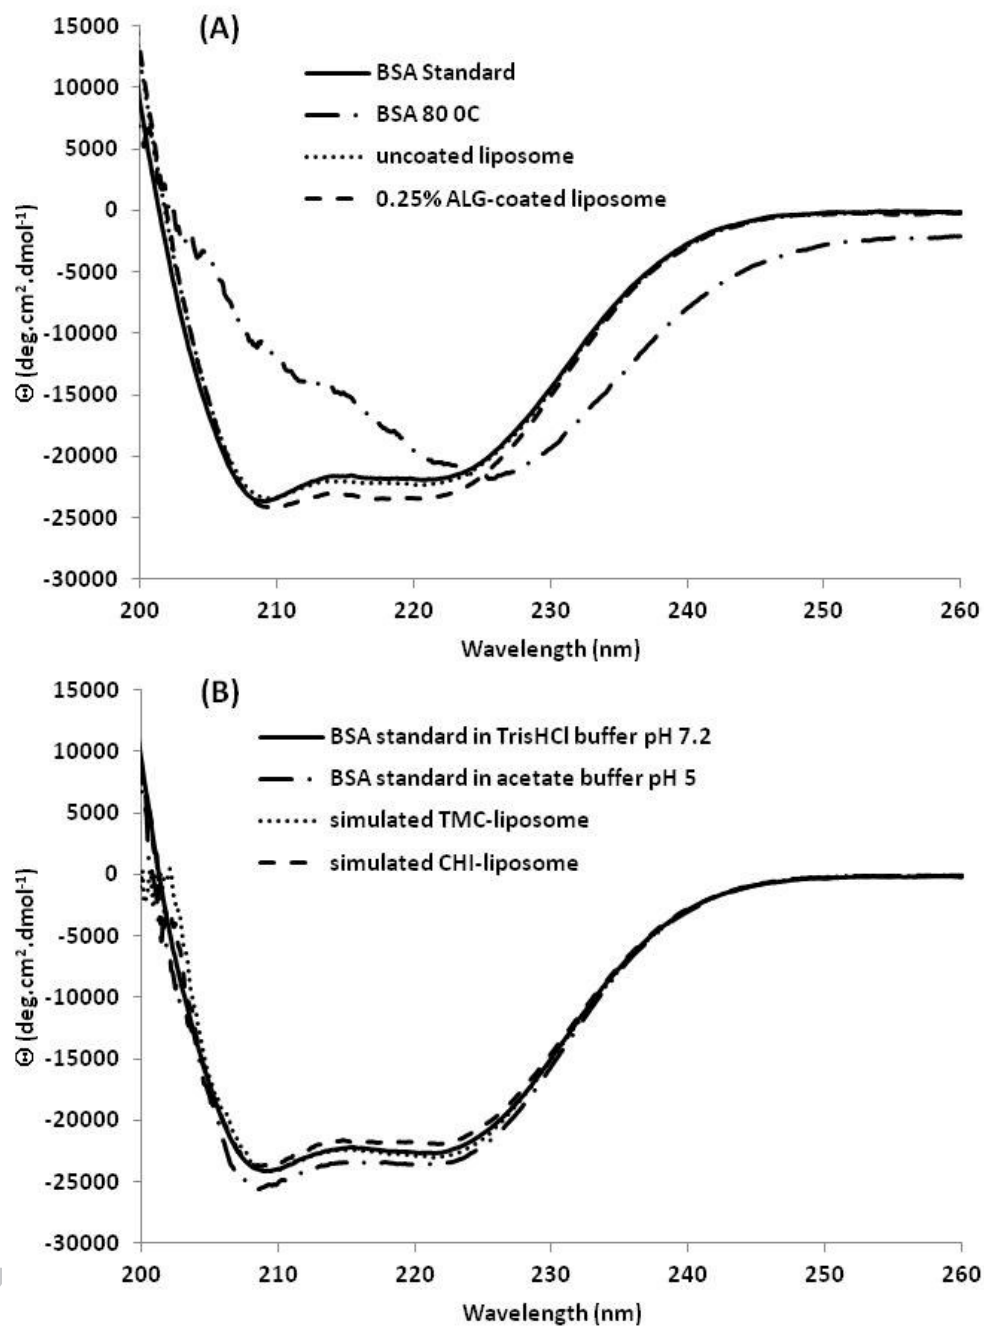 (A)
BSA Standard
BSA 80 0C
uncoated liposome
0.25% ALG-coated liposome
15000
10000
5000
0
-5000
-10000
-15000
-20000
-25000
-30000
Θ (deg.cm².dmol⁻¹)
200 210 220 230 240 250 260
Wavelength (nm)
(B)
BSA standard in TrisHCl buffer pH 7.2
BSA standard in acetate buffer pH 5
simulated TMC-liposome
simulated CHI-liposome
15000
10000
5000
0
-5000
-10000
-15000
-20000
-25000
-30000
Θ (deg.cm².dmol⁻¹)
200 210 220 230 240 250 260
Wavelength (nm)